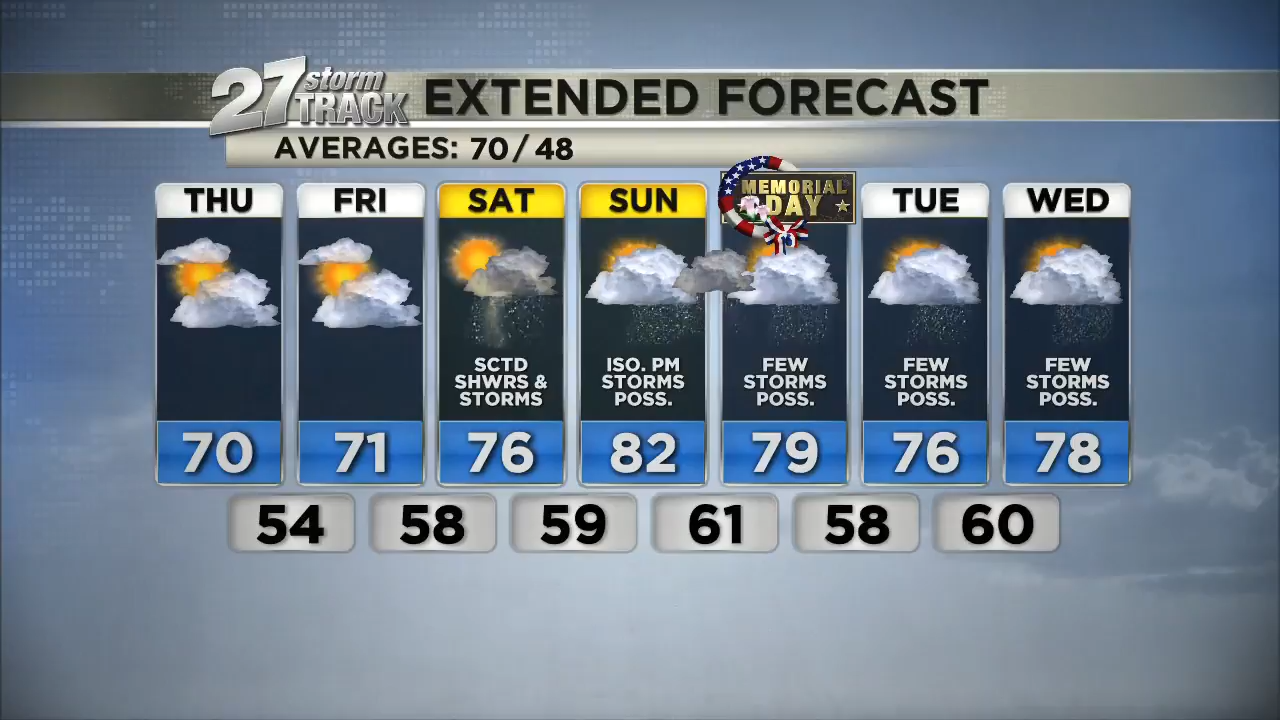 27 storm TRACK EXTENDED FORECAST
AVERAGES: 70 / 48
THU
FRI
SAT
SUN
MEMORIAL DAY
TUE
WED
SCTD
SHWRS &
STORMS
ISO. PM
STORMS
POSS.
FEW
STORMS
POSS.
FEW
STORMS
POSS.
FEW
STORMS
POSS.
70
71
76
82
79
76
78
54
58
59
61
58
60